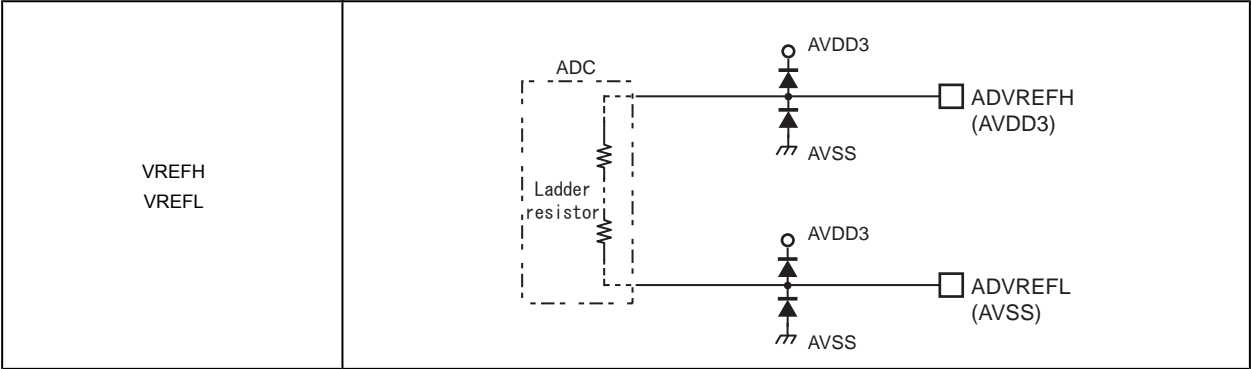 VREFH
VREFL
ADC
Ladder
resistor
AVDD3
AVSS
ADVREFH
(AVDD3)
AVDD3
AVSS
ADVREFL
(AVSS)